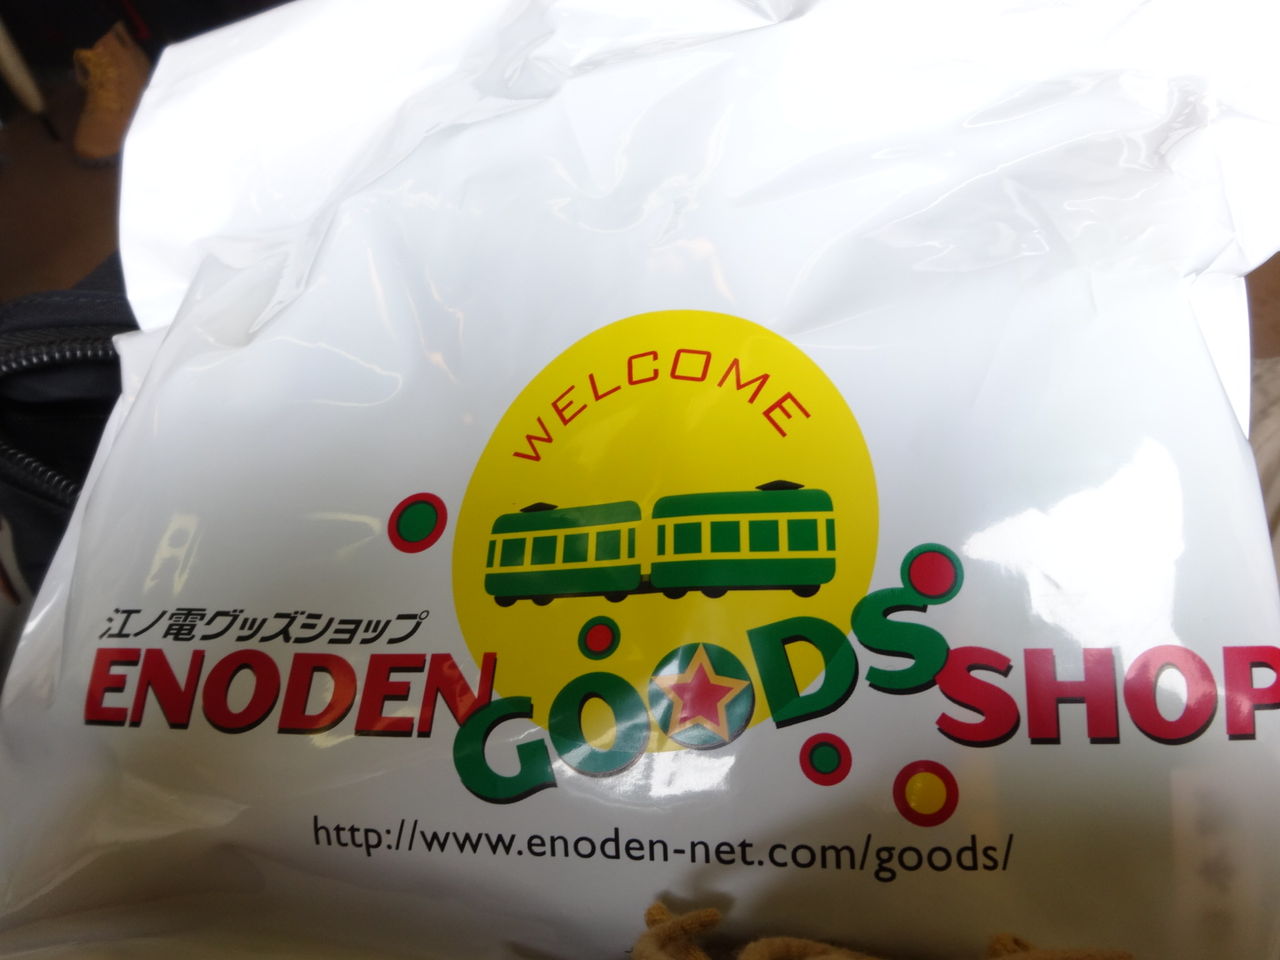 WELCOME
江ノ電グッズショップ
ENODEN GOODS SHOP
http://www.enoden-net.com/goods/